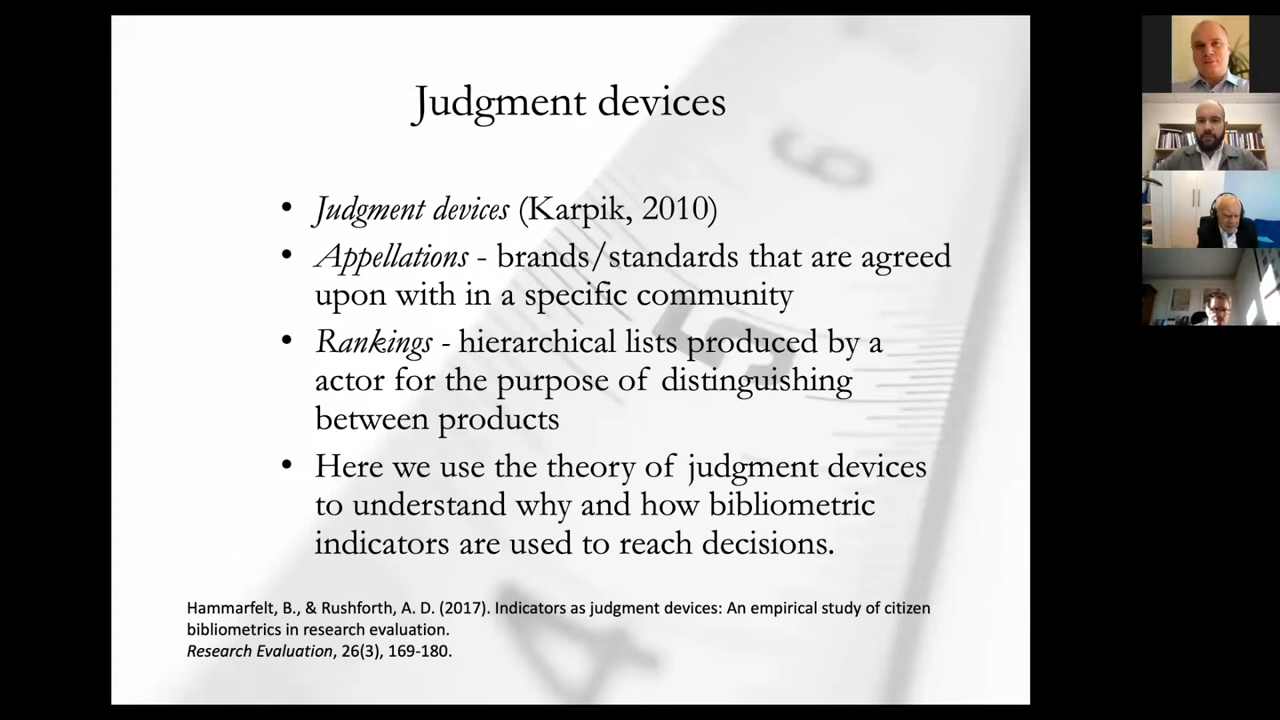 Judgment devices
• Judgment devices (Karpik, 2010)
• Appellations - brands/standards that are agreed
upon with in a specific community
• Rankings - hierarchical lists produced by a
actor for the purpose of distinguishing
between products
• Here we use the theory of judgment devices
to understand why and how bibliometric
indicators are used to reach decisions.
Hammarfelt, B., & Rushforth, A. D. (2017). Indicators as judgment devices: An empirical study of citizen
bibliometrics in research evaluation.
Research Evaluation, 26(3), 169-180.
6
5
4